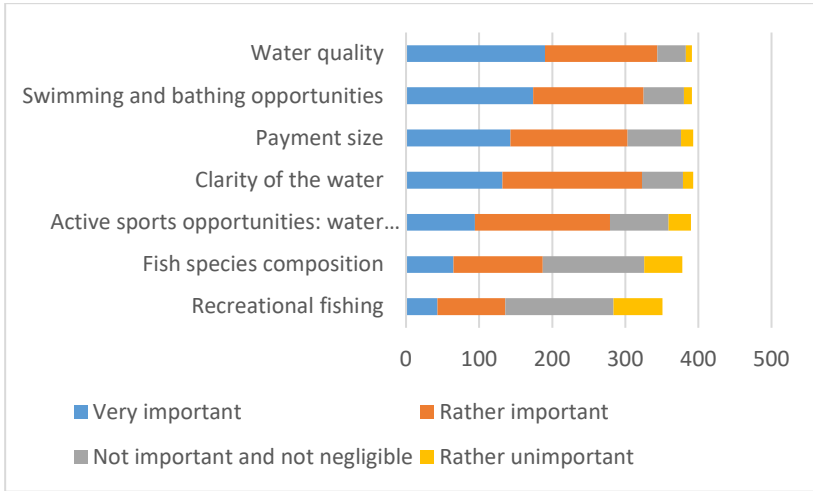 Water quality
Swimming and bathing opportunities
Payment size
Clarity of the water
Active sports opportunities: water...
Fish species composition
Recreational fishing
0 100 200 300 400 500
Very important Rather important
Not important and not negligible Rather unimportant